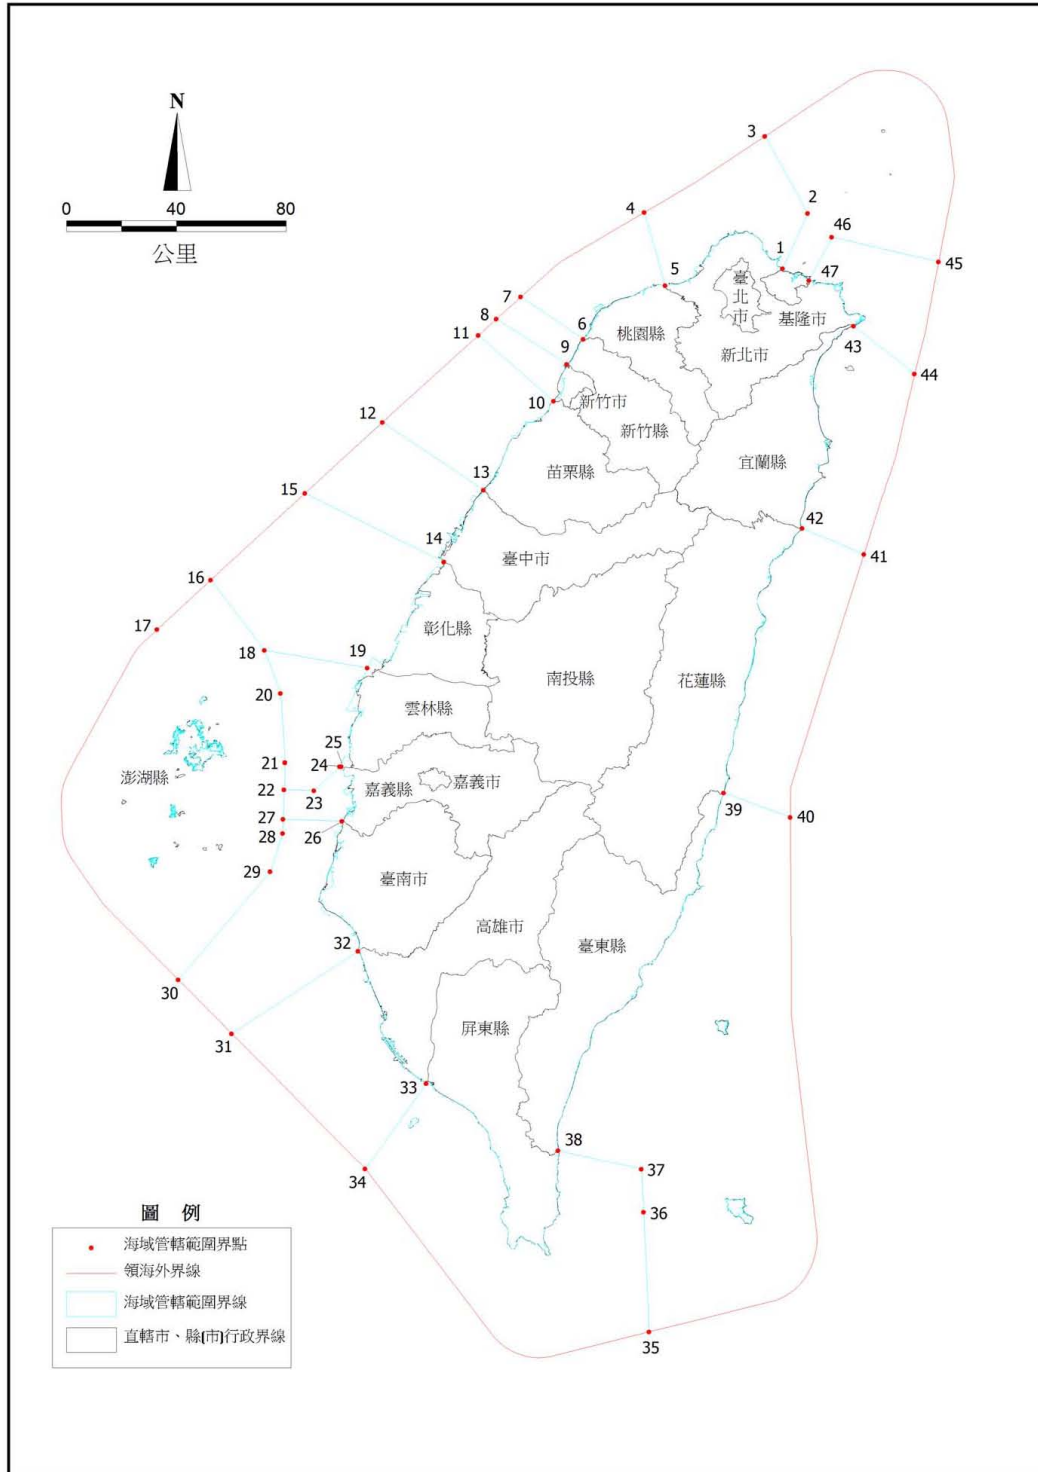 N
0 40 80
公里
3
2
4
46
1
45
47
5
臺北市
基隆市
7
桃園縣
8
6
新北市
43
11
44
9
10
新竹市
12
新竹縣
宜蘭縣
苗栗縣
13
15
42
14
臺中市
41
16
17
彰化縣
18
19
南投縣
花蓮縣
20
雲林縣
25
21
24
澎湖縣
嘉義縣
嘉義市
22
23
39
27
40
28
26
29
臺南市
高雄市
32
臺東縣
30
屏東縣
31
33
38
37
34
36
35
圖 例
海域管轄範圍界點
領海外界線
海域管轄範圍界線
直轄市、縣(市)行政界線